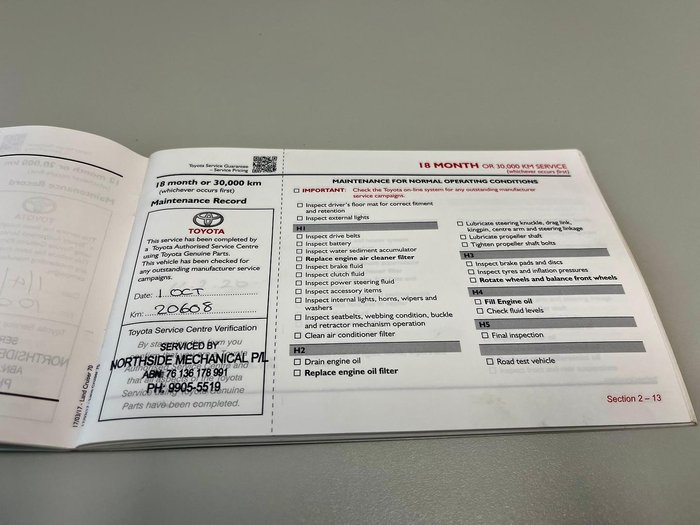 Toyota Service Guarantee
– Service Pricing
18 month or 30,000 km
(whichever occurs first)
Maintenance Record
TOYOTA
This service has been completed by
a Toyota Authorised Service Centre
using Toyota Genuine Parts.
This vehicle has been checked for
any outstanding manufacturer service
campaigns.
Date: 1 OCT
Km: 20608
Toyota Service Centre Verification
SERVICED BY
NORTHSIDE MECHANICAL P/L
ABN: 76 136 178 991
PH: 9905-5519
Parts have been completed.
17/03/17 - Land Cruiser 70
18 MONTH OR 30,000 KM SERVICE
(whichever occurs first)
MAINTENANCE FOR NORMAL OPERATING CONDITIONS
IMPORTANT: Check the Toyota on-line system for any outstanding manufacturer
service campaigns.
Inspect driver's floor mat for correct fitment
and retention
Inspect external lights
H1
Inspect drive belts
Inspect battery
Inspect water sediment accumulator
Replace engine air cleaner filter
Inspect brake fluid
Inspect clutch fluid
Inspect power steering fluid
Inspect accessory items
Inspect internal lights, horns, wipers and
washers
Inspect seatbelts, webbing condition, buckle
and retractor mechanism operation
Clean air conditioner filter
H2
Drain engine oil
Replace engine oil filter
Lubricate steering knuckle, drag link,
kingpin, centre arm and steering linkage
Lubricate propeller shaft
Tighten propeller shaft bolts
H3
Inspect brake pads and discs
Inspect tyres and inflation pressures
Rotate wheels and balance front wheels
H4
Fill Engine oil
Check fluid levels
H5
Final inspection
Road test vehicle
Section 2 – 13